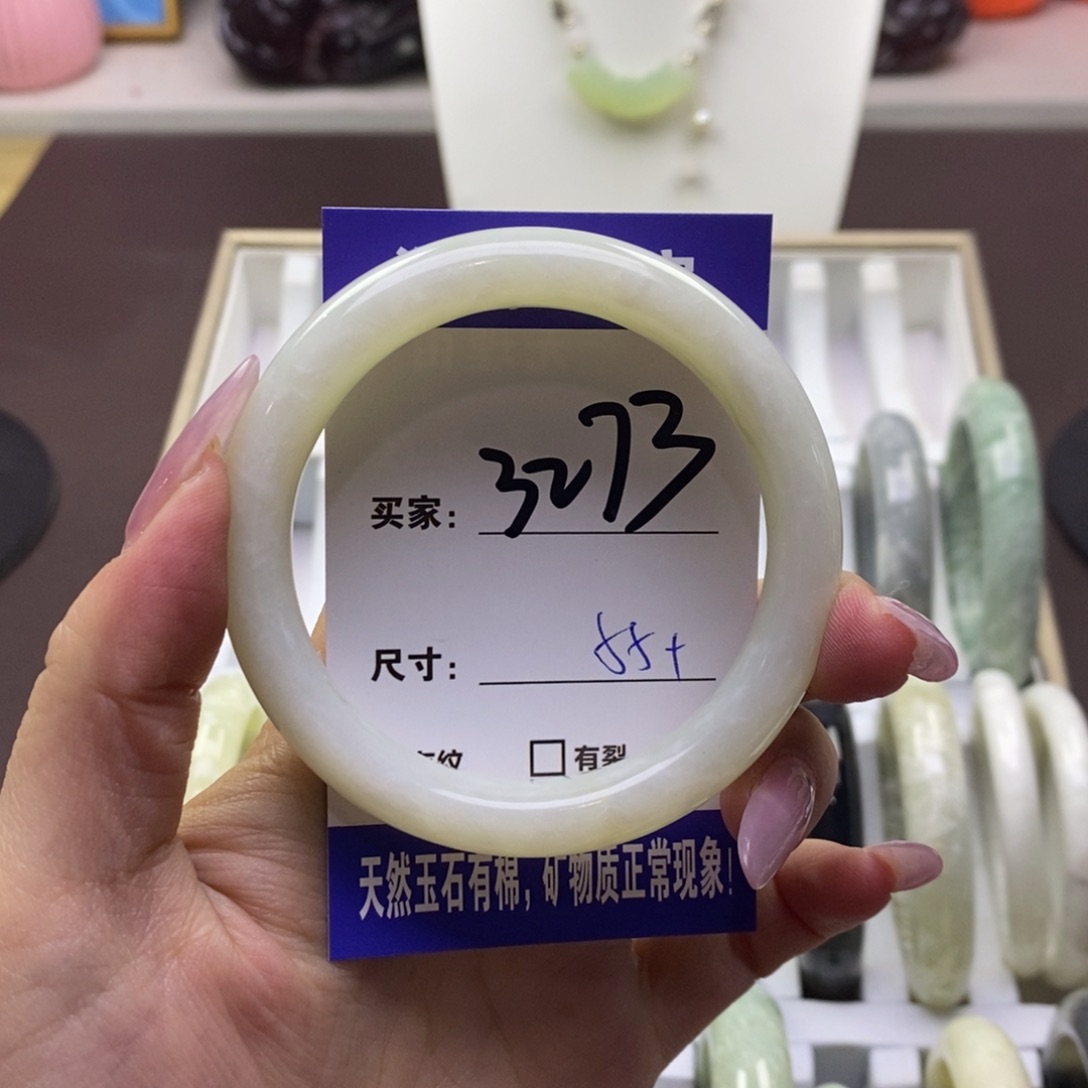 买家: 3273
尺寸: 55+
纹 □有裂
天然玉石有棉, 矿物质正常现象!